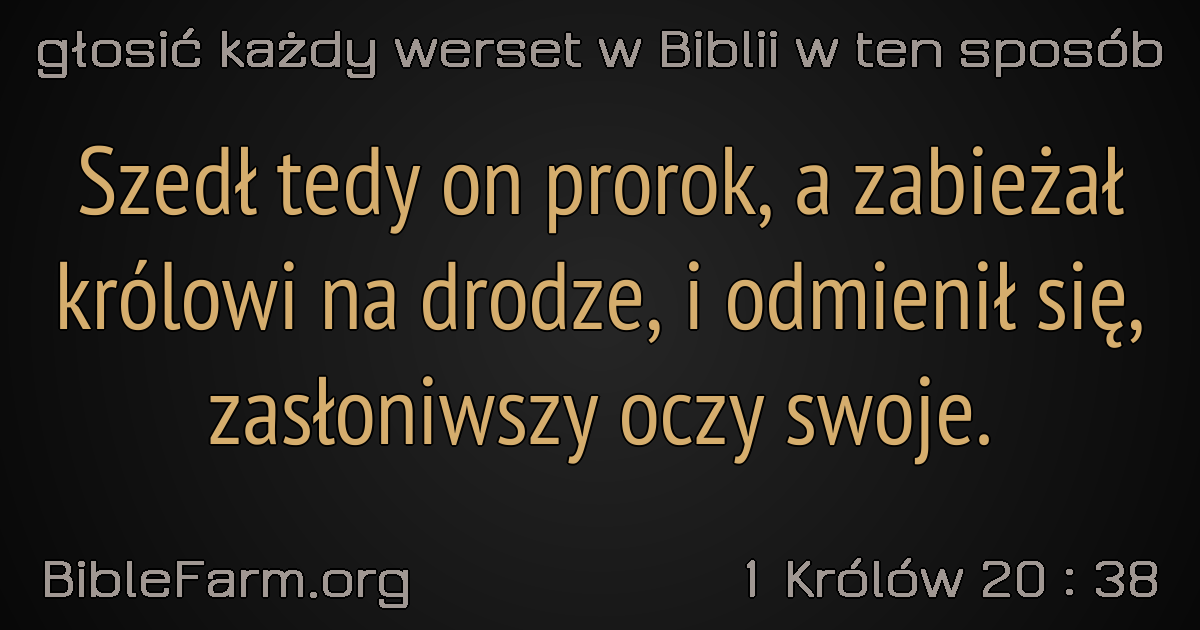 głosić każdy werset w Biblii w ten sposób
Szedł tedy on prorok, a zabieżał
królowi na drodze, i odmienił się,
zasłoniwszy oczy swoje.
BibleFarm.org
1 Królów 20 : 38